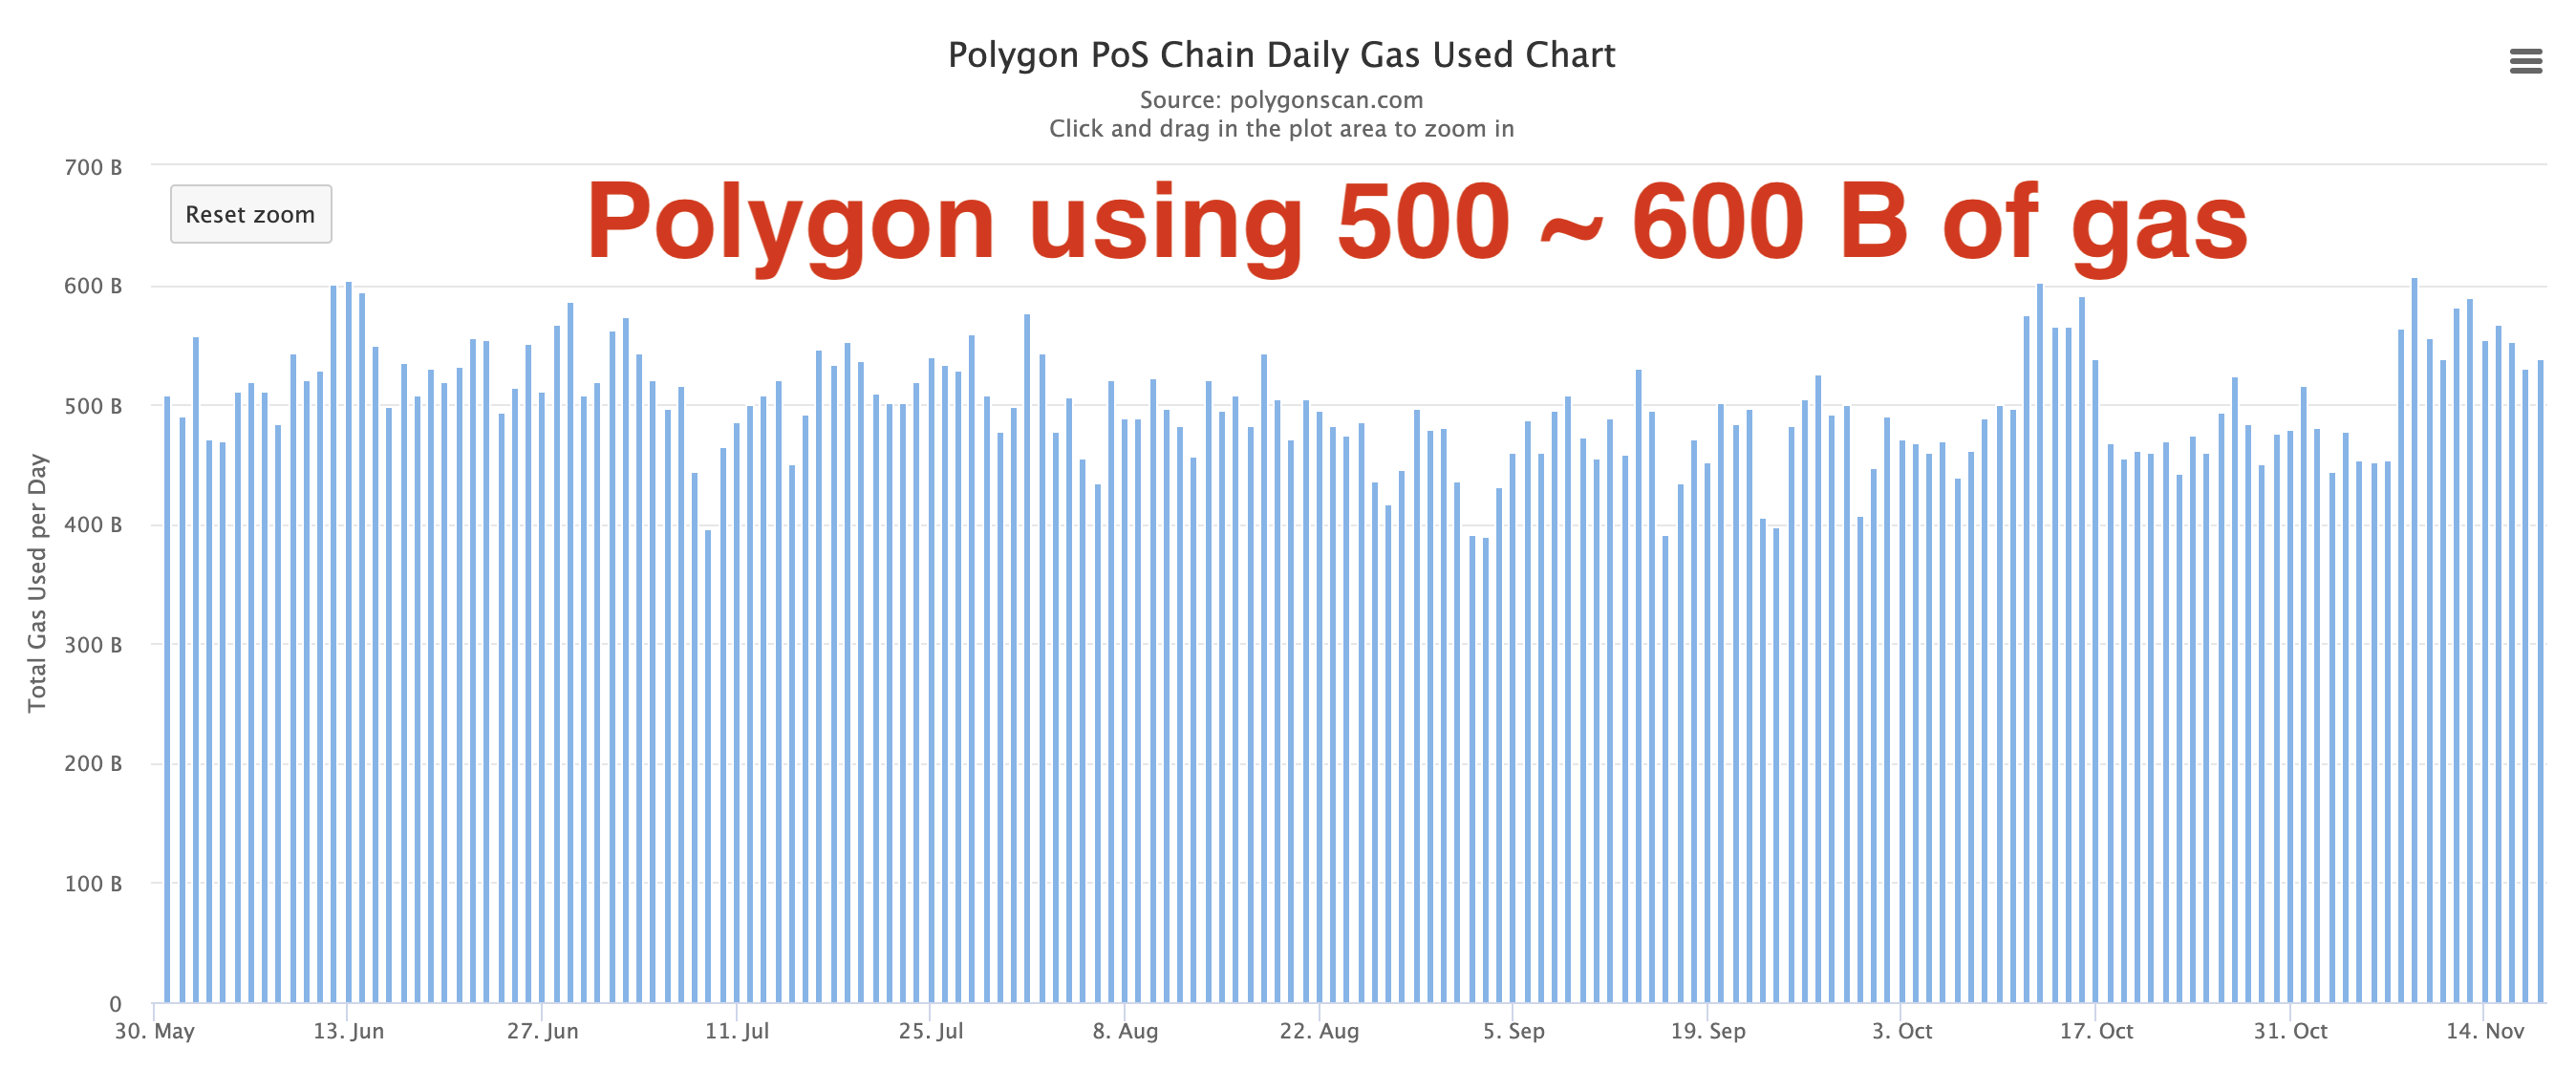 Polygon PoS Chain Daily Gas Used Chart
Source: polygonscan.com
Click and drag in the plot area to zoom in
Reset zoom
Polygon using 500 ~ 600 B of gas
Total Gas Used per Day
700 B
600 B
500 B
400 B
300 B
200 B
100 B
0
30. May
13. Jun
27. Jun
11. Jul
25. Jul
8. Aug
22. Aug
5. Sep
19. Sep
3. Oct
17. Oct
31. Oct
14. Nov